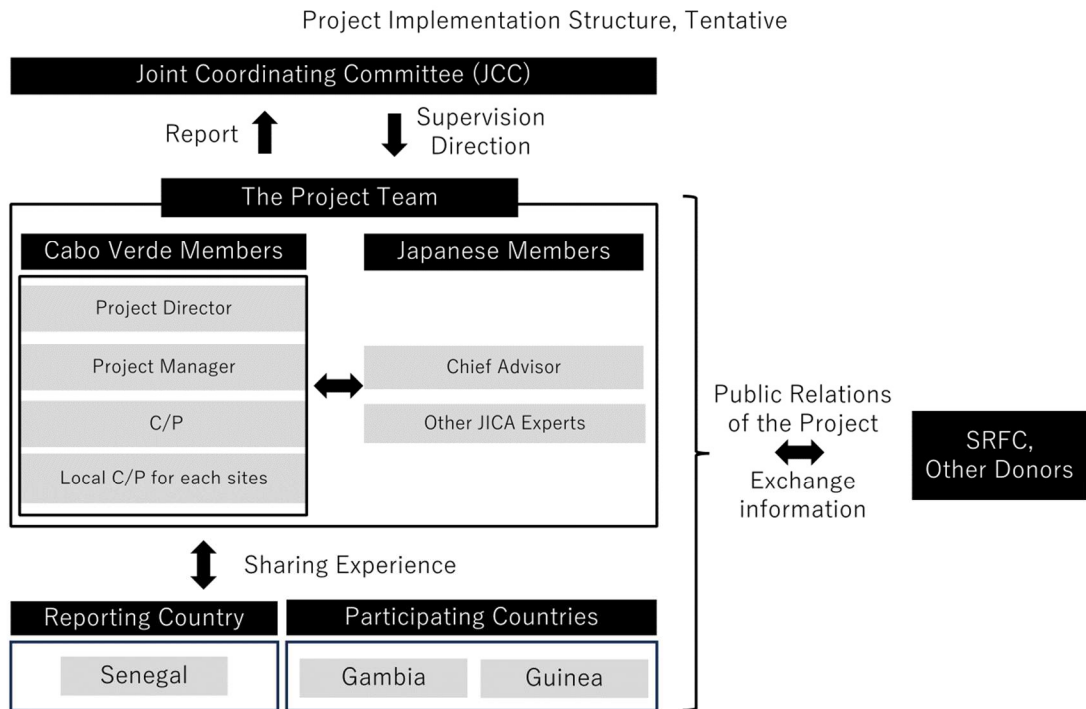 Project Implementation Structure, Tentative
Joint Coordinating Committee (JCC)
Report
Supervision
Direction
The Project Team
Cabo Verde Members
Japanese Members
Project Director
Project Manager
Chief Advisor
C/P
Other JICA Experts
Local C/P for each sites
Public Relations
of the Project
Exchange
information
SRFC,
Other Donors
Sharing Experience
Reporting Country
Participating Countries
Senegal
Gambia
Guinea